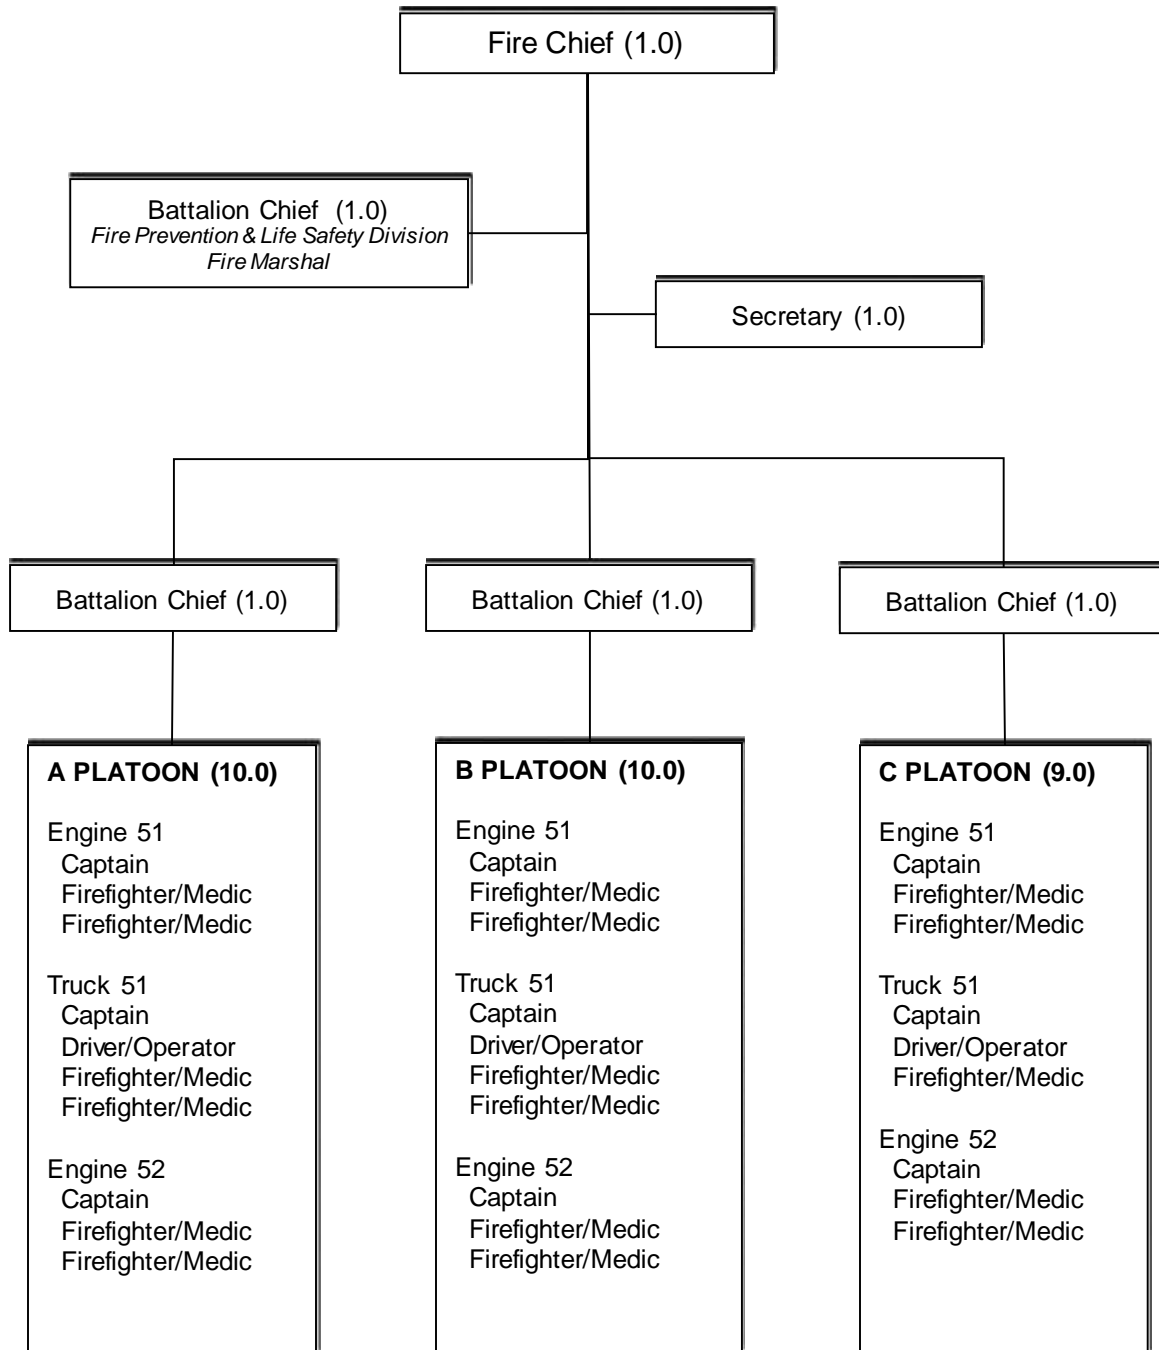 Fire Chief (1.0)
Battalion Chief  (1.0)
Fire Prevention & Life Safety Division
Fire Marshal
Secretary (1.0)
Battalion Chief (1.0)
Battalion Chief (1.0)
Battalion Chief (1.0)
A PLATOON (10.0)
Engine 51
Captain
Firefighter/Medic
Firefighter/Medic
Truck 51
Captain
Driver/Operator
Firefighter/Medic
Firefighter/Medic
Engine 52
Captain
Firefighter/Medic
Firefighter/Medic
B PLATOON (10.0)
Engine 51
Captain
Firefighter/Medic
Firefighter/Medic
Truck 51
Captain
Driver/Operator
Firefighter/Medic
Firefighter/Medic
Engine 52
Captain
Firefighter/Medic
Firefighter/Medic
C PLATOON (9.0)
Engine 51
Captain
Firefighter/Medic
Firefighter/Medic
Truck 51
Captain
Driver/Operator
Firefighter/Medic
Engine 52
Captain
Firefighter/Medic
Firefighter/Medic